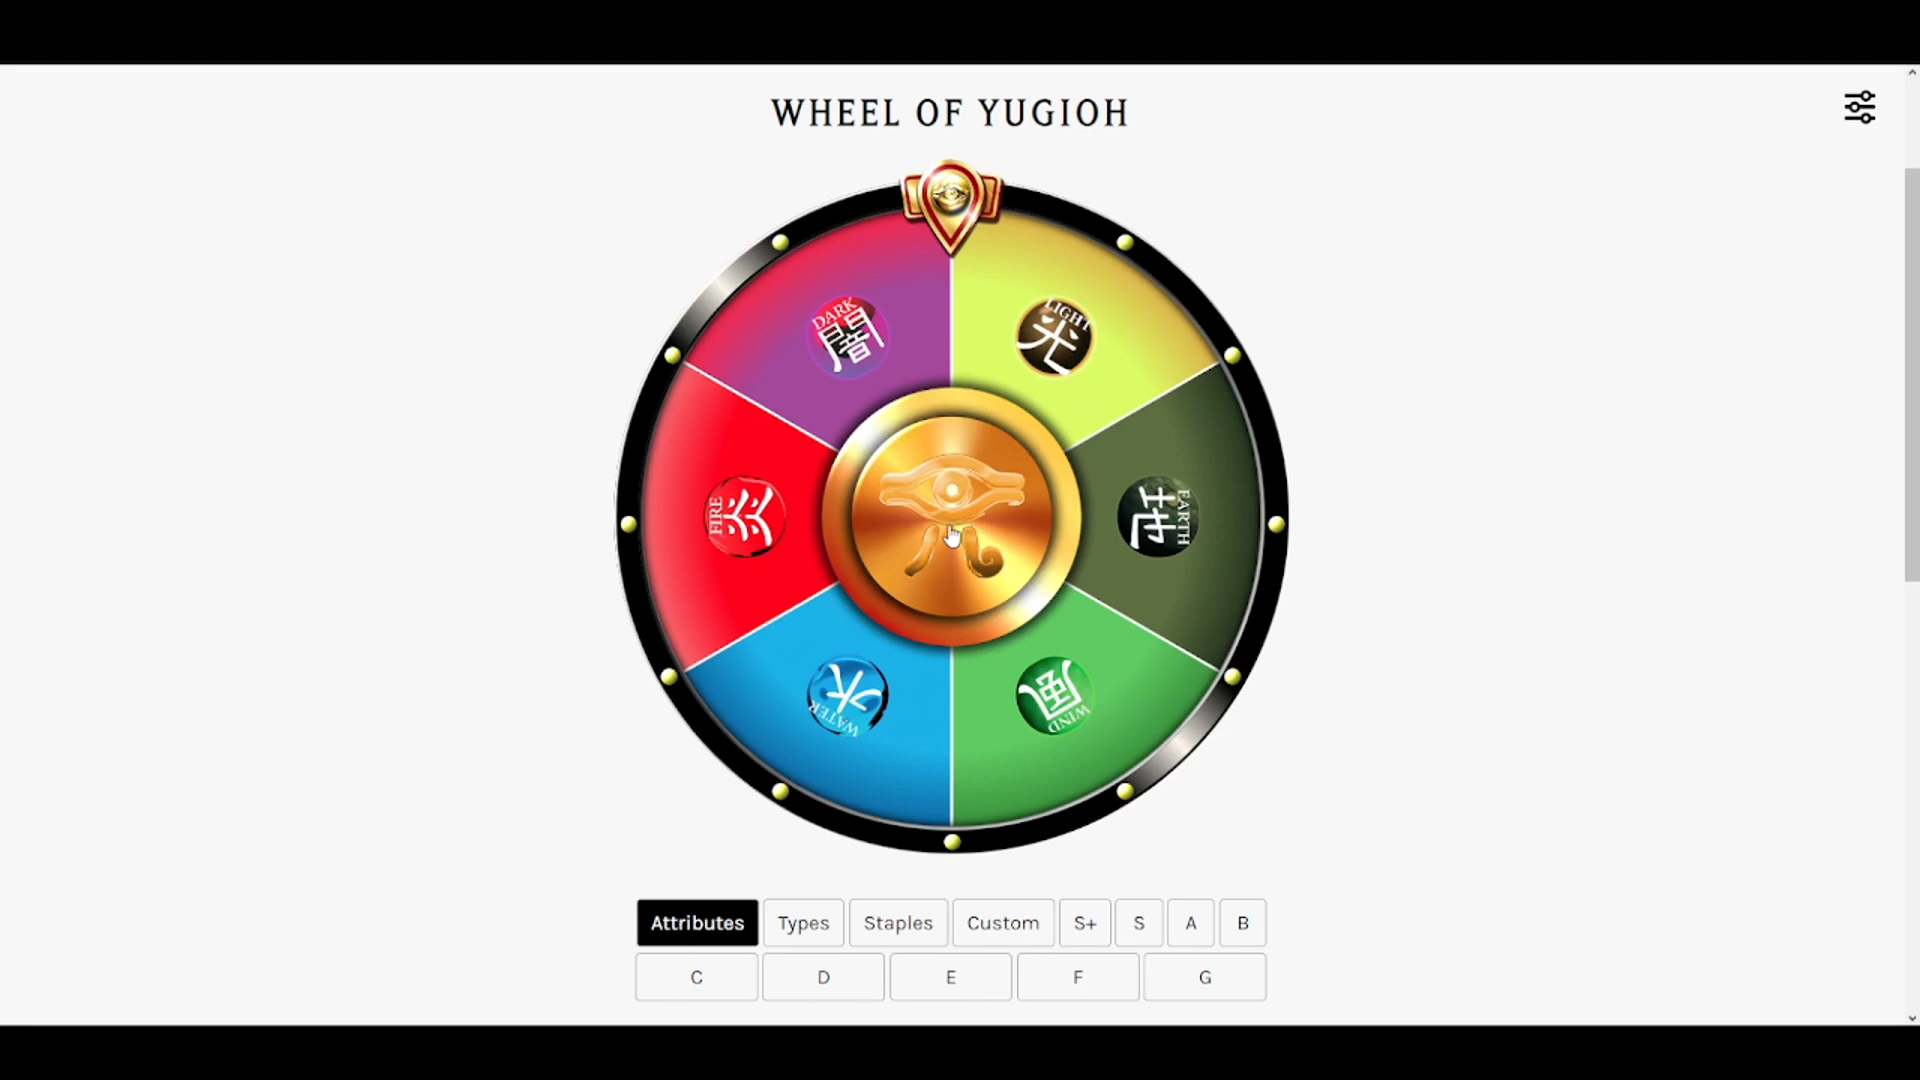 WHEEL OF YUGIOH
DARK
闇
LIGHT
光
FIRE
炎
EARTH
地
WATER
水
WIND
風
Attributes Types Staples Custom S+ S A B
C D E F G